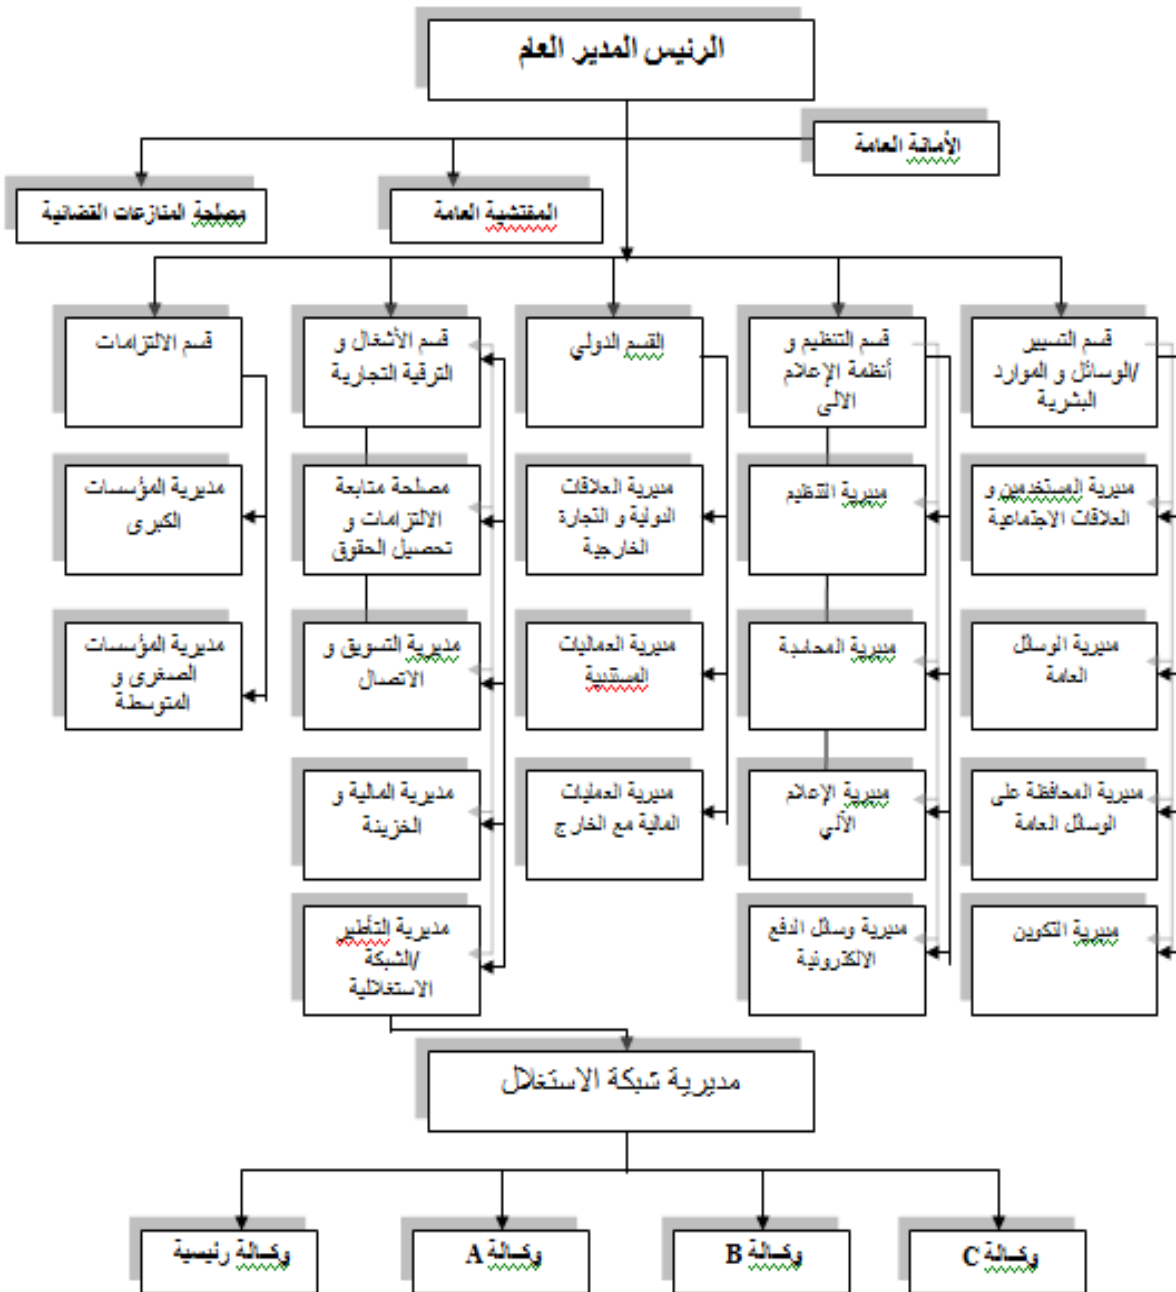 الرئيس المدير العام
الأمانة العامة
المفتشية العامة
مصلحة المنازعات القضائية
قسم التسيير
/الوسائل و الموارد
البشرية
قسم التنظيم و
أنظمة الإعلام
الالى
القسم الدولي
قسم الأشغال و
الترقية التجارية
قسم الالتزامات
مديرية المستخدمين و
العلاقات الاجتماعية
مديرية التنظيم
مديرية العلاقات
الدولية و التجارة
الخارجية
مصلحة متابعة
الالتزامات و
تحصيل الحقوق
مديرية المؤسسات
الكبرى
مديرية الوسائل
العامة
مديرية المحاسبة
مديرية العماليات
المستندية
مديرية التسويق و
الاتصال
مديرية المؤسسات
الصغرى و
المتوسطة
مديرية المحافظة على
الوسائل العامة
مديرية الإعلام
الآلي
مديرية العمليات
المالية مع الخارج
مديرية المالية و
الخزينة
مديرية التكوين
مديرية وسائل الدفع
الالكترونية
مديرية التأطير
/الشبكة
الاستغلالية
مديرية شبكة الاستغلال
وكالة C
وكالة B
وكالة A
وكالة رئيسية